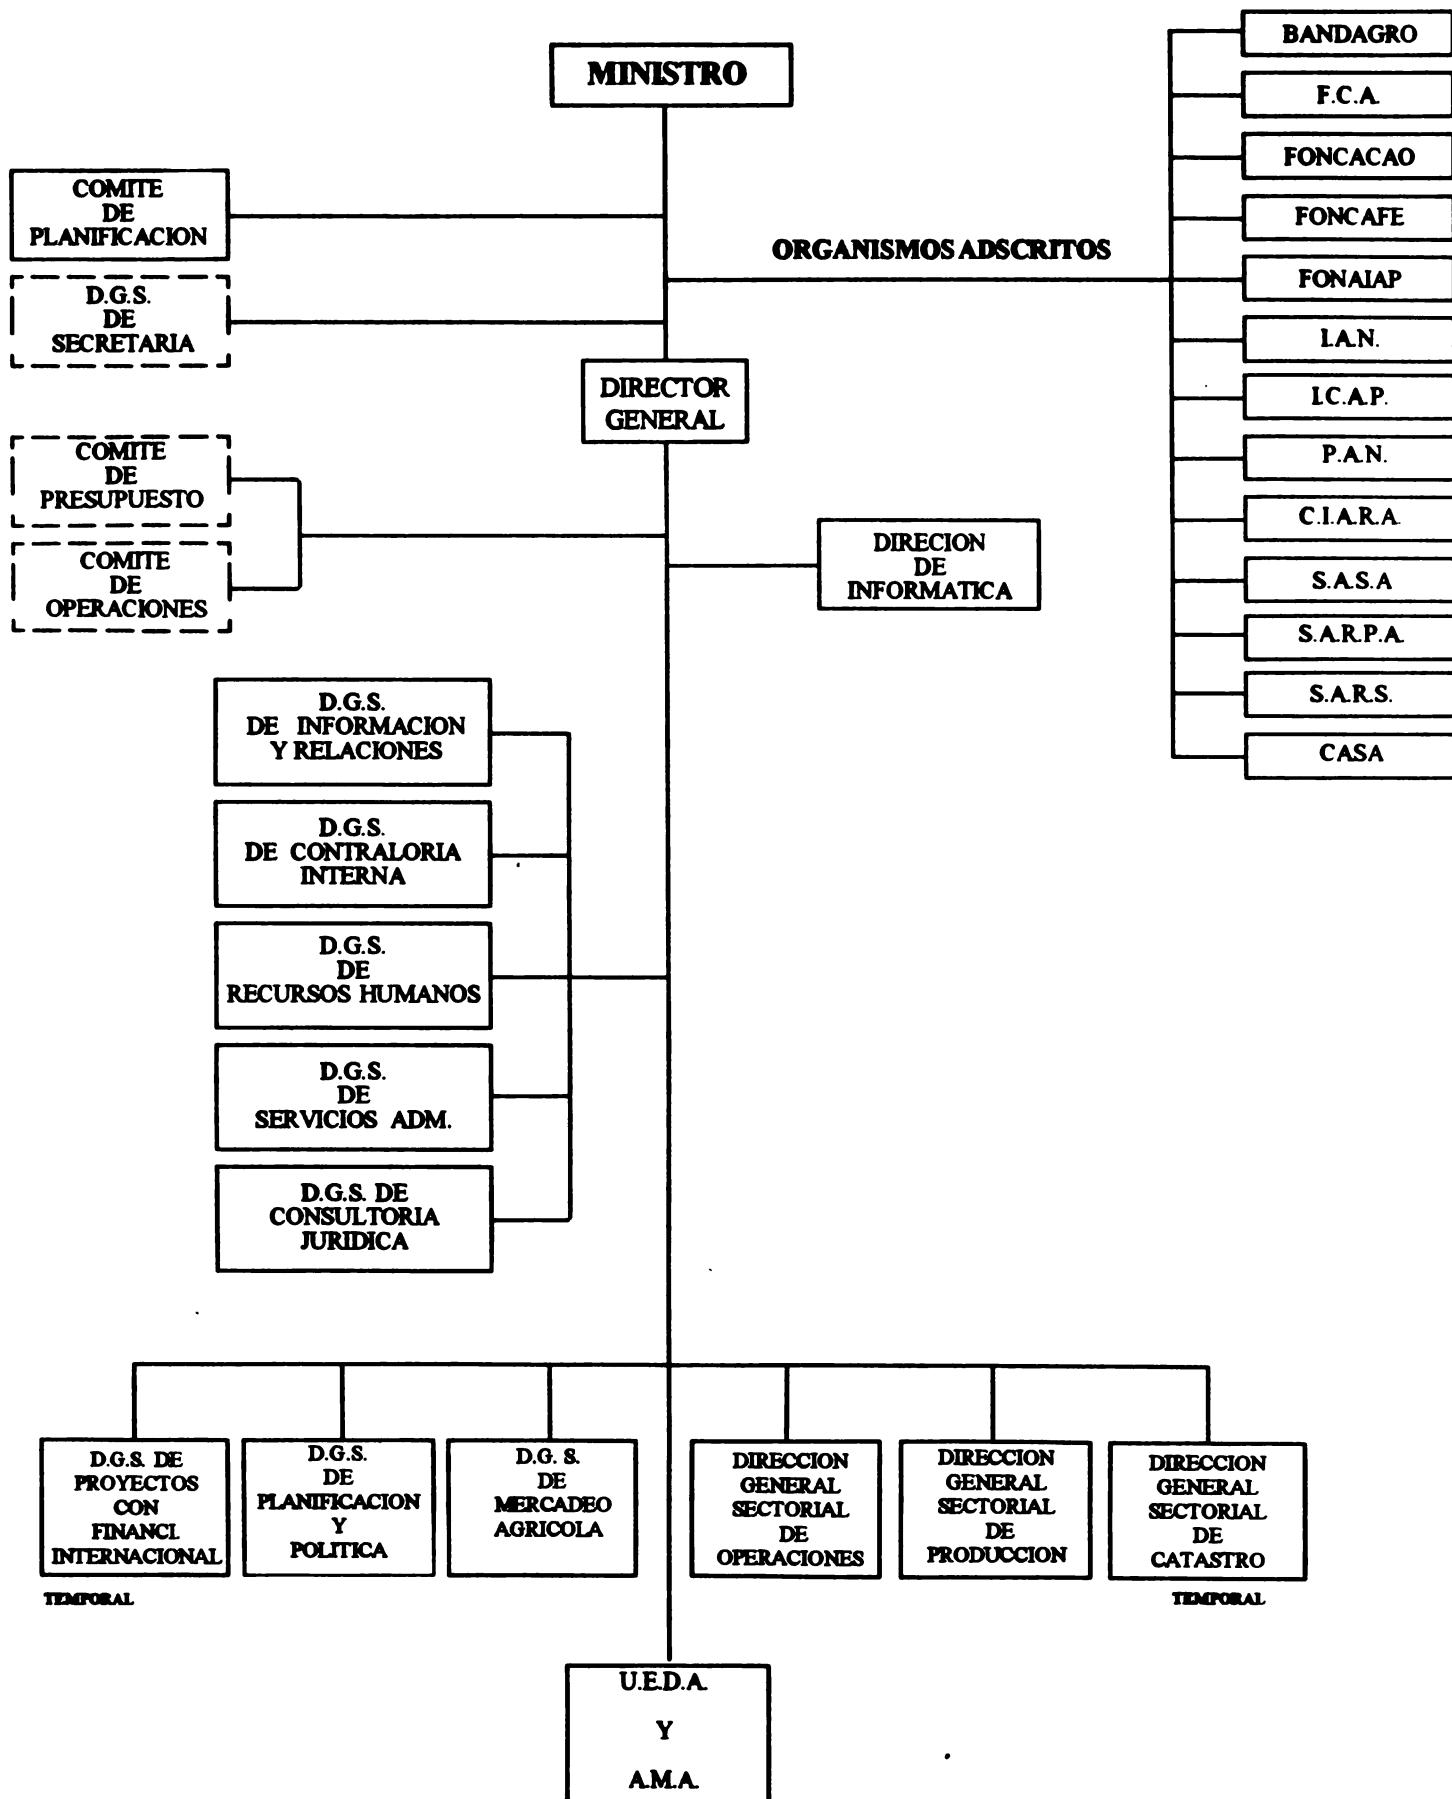 MINISTRO
COMITE
DE
PLANIFICACION
D.G.S.
DE
SECRETARIA
ORGANISMOS ADSCRITOS
BANDAGRO
F.C.A.
FONCACAO
FONCAFE
FONAIAP
I.A.N.
I.C.A.P.
P.A.N.
C.I.A.R.A.
S.A.S.A
S.A.R.P.A.
S.A.R.S.
CASA
DIRECTOR
GENERAL
COMITE
DE
PRESUPUESTO
COMITE
DE
OPERACIONES
DIRECION
DE
INFORMATICA
D.G.S.
DE INFORMACION
Y RELACIONES
D.G.S.
DE CONTRALORIA
INTERNA
D.G.S.
DE
RECURSOS HUMANOS
D.G.S.
DE
SERVICIOS ADM.
D.G.S. DE
CONSULTORIA
JURIDICA
D.G.S. DE
PROYECTOS
CON
FINANCI.
INTERNACIONAL
TEMPORAL
D.G.S.
DE
PLANIFICACION
Y
POLITICA
D.G. S.
DE
MERCADEO
AGRICOLA
DIRECCION
GENERAL
SECTORIAL
DE
OPERACIONES
DIRECCION
GENERAL
SECTORIAL
DE
PRODUCCION
DIRECCION
GENERAL
SECTORIAL
DE
CATASTRO
TEMPORAL
U.E.D.A.
Y
A.M.A.